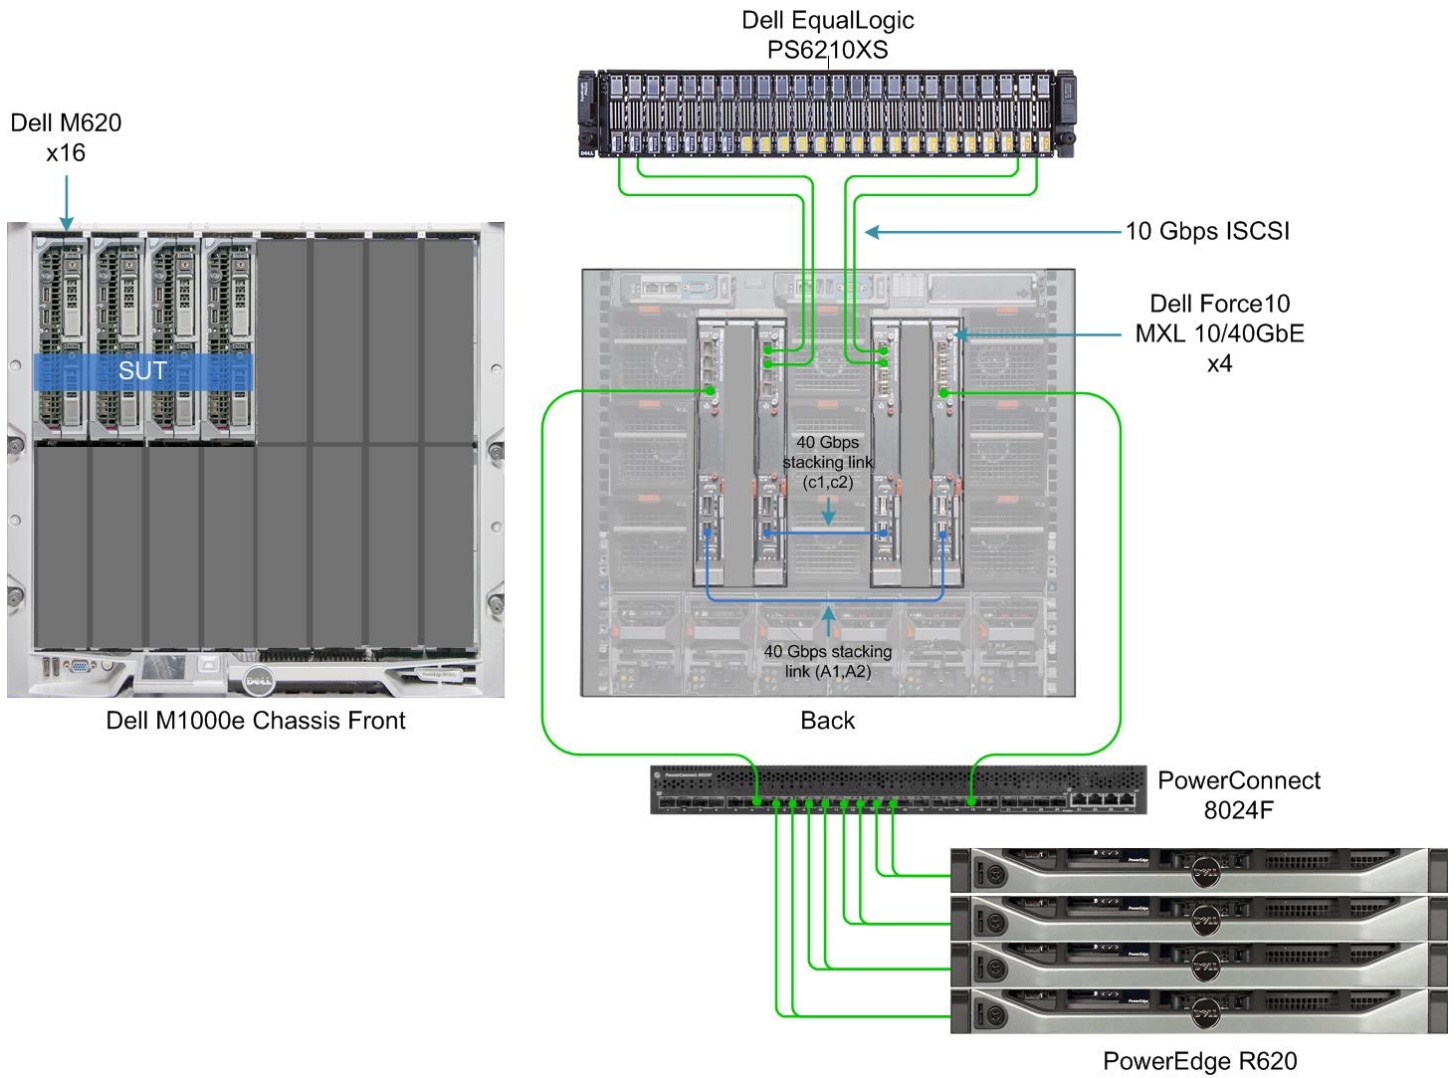 Dell EqualLogic
PS6210XS
Dell M620
x16
10 Gbps ISCSI
Dell Force10
MXL 10/40GbE
x4
SUT
40 Gbps
stacking link
(c1,c2)
40 Gbps stacking
link (A1,A2)
DELL
Dell M1000e Chassis Front
Back
PowerConnect
8024F
PowerEdge R620